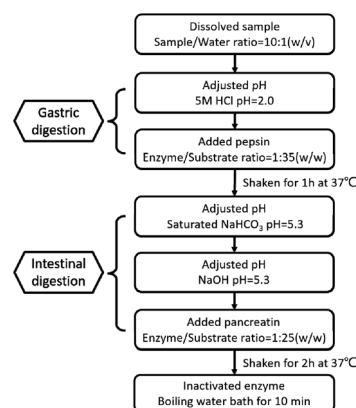 Dissolved sample
Sample/Water ratio=10:1(w/v)
Adjusted pH
5M HCl pH=2.0
Gastric
digestion
Added pepsin
Enzyme/Substrate ratio=1:35(w/w)
Shaken for 1h at 37℃
Adjusted pH
Saturated NaHCO₃ pH=5.3
Intestinal
digestion
Adjusted pH
NaOH pH=5.3
Added pancreatin
Enzyme/Substrate ratio=1:25(w/w)
Shaken for 2h at 37℃
Inactivated enzyme
Boiling water bath for 10 min